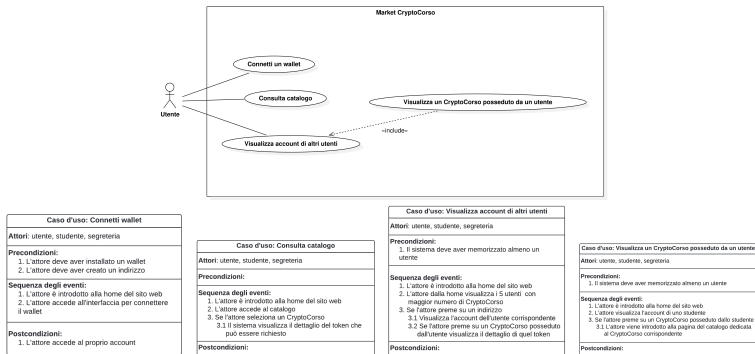 Market CryptoCorso
Connetti un wallet
Consulta catalogo
Visualizza un CryptoCorso posseduto da un utente
Utente
«include»
Visualizza account di altri utenti
Caso d'uso: Connetti wallet
Attori: utente, studente, segreteria
Precondizioni:
1. L'attore deve aver installato un wallet
2. L'attore deve aver creato un indirizzo
Sequenza degli eventi:
1. L'attore è introdotto alla home del sito web
2. L'attore accede all'interfaccia per connettere
il wallet
Postcondizioni:
1. L'attore accede al proprio account
Caso d'uso: Consulta catalogo
Attori: utente, studente, segreteria
Precondizioni:
Sequenza degli eventi:
1. L'attore è introdotto alla home del sito web
2. L'attore accede al catalogo
3. Se l'attore seleziona un CryptoCorso
3.1 Il sistema visualizza il dettaglio del token che
può essere richiesto
Postcondizioni:
Caso d'uso: Visualizza account di altri utenti
Attori: utente, studente, segreteria
Precondizioni:
1. Il sistema deve aver memorizzato almeno un
utente
Sequenza degli eventi:
1. L'attore è introdotto alla home del sito web
2. L'attore dalla home visualizza i 5 utenti con
maggior numero di CryptoCorso
3. Se l'attore preme su un indirizzo
3.1 Visualizza l'account dell'utente corrispondente
3.2 Se l'attore preme su un CryptoCorso posseduto
dall'utente visualizza il dettaglio di quel token
Postcondizioni:
Caso d'uso: Visualizza un CryptoCorso posseduto da un utente
Attori: utente, studente, segreteria
Precondizioni:
1. Il sistema deve aver memorizzato almeno un utente
Sequenza degli eventi:
1. L'attore è introdotto alla home del sito web
2. L'attore visualizza l'account di uno studente
3. Se l'attore preme su un CryptoCorso posseduto dallo studente
3.1 L'attore viene introdotto alla pagina del catalogo dedicata
al CryptoCorso corrispondente
Postcondizioni: